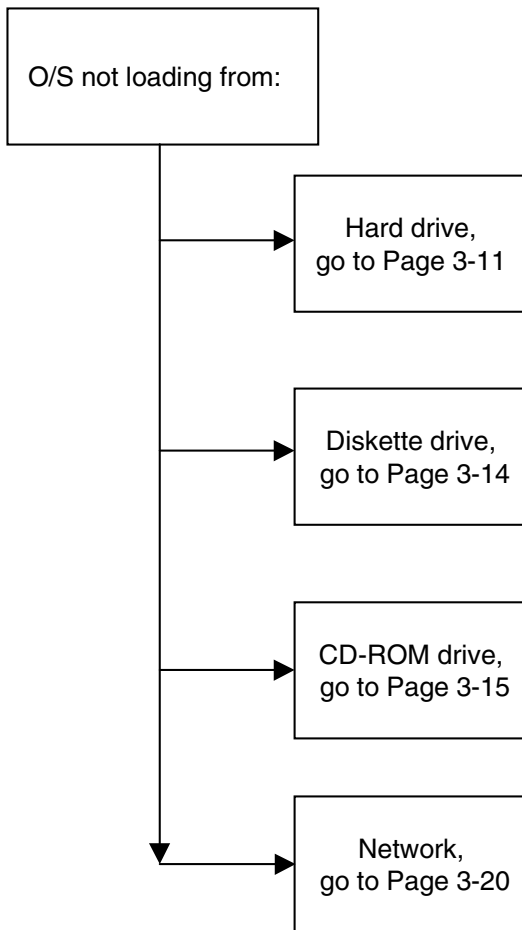 O/S not loading from:
Hard drive,
go to Page 3-11
Diskette drive,
go to Page 3-14
CD-ROM drive,
go to Page 3-15
Network,
go to Page 3-20